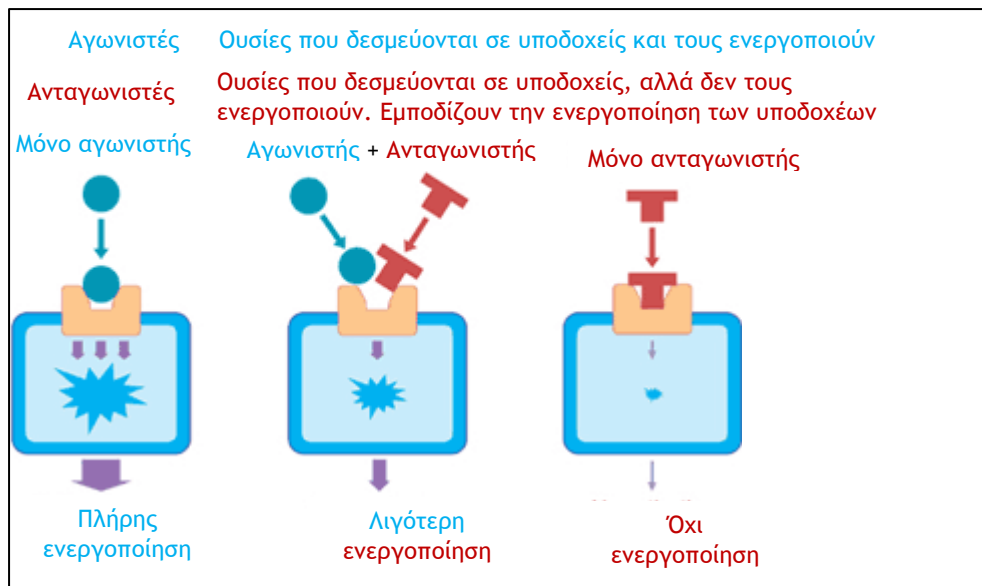 Αγωνιστές Ουσίες που δεσμεύονται σε υποδοχείς και τους ενεργοποιούν
Ανταγωνιστές Ουσίες που δεσμεύονται σε υποδοχείς, αλλά δεν τους
ενεργοποιούν. Εμποδίζουν την ενεργοποίηση των υποδοχέων
Μόνο αγωνιστής
Αγωνιστής + Ανταγωνιστής
Μόνο ανταγωνιστής
Πλήρης
ενεργοποίηση
Λιγότερη
ενεργοποίηση
Όχι
ενεργοποίηση